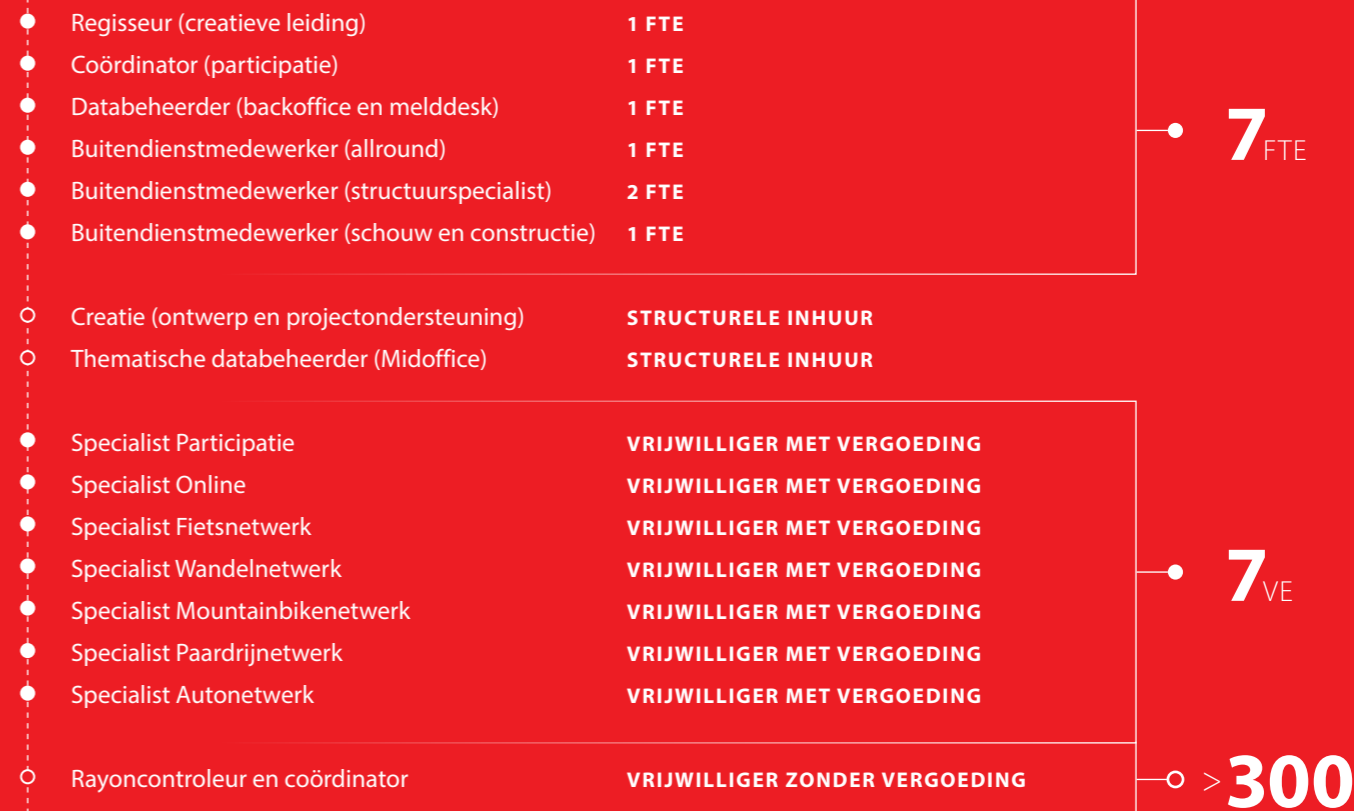 Regisseur (creatieve leiding) 1 FTE
Coördinator (participatie) 1 FTE
Databeheerder (backoffice en melddesk) 1 FTE
Buitendienstmedewerker (allround) 1 FTE
Buitendienstmedewerker (structuurspecialist) 2 FTE
Buitendienstmedewerker (schouw en constructie) 1 FTE
7 FTE
Creatie (ontwerp en projectondersteuning) STRUCTURELE INHUUR
Thematische databeheerder (Midoffice) STRUCTURELE INHUUR
Specialist Participatie VRIJWILLIGER MET VERGOEDING
Specialist Online VRIJWILLIGER MET VERGOEDING
Specialist Fietsnetwerk VRIJWILLIGER MET VERGOEDING
Specialist Wandelnetwerk VRIJWILLIGER MET VERGOEDING
Specialist Mountainbikenetwerk VRIJWILLIGER MET VERGOEDING
Specialist Paardrijnetwerk VRIJWILLIGER MET VERGOEDING
Specialist Autonetwerk VRIJWILLIGER MET VERGOEDING
7 VE
Rayoncontroleur en coördinator VRIJWILLIGER ZONDER VERGOEDING
>300